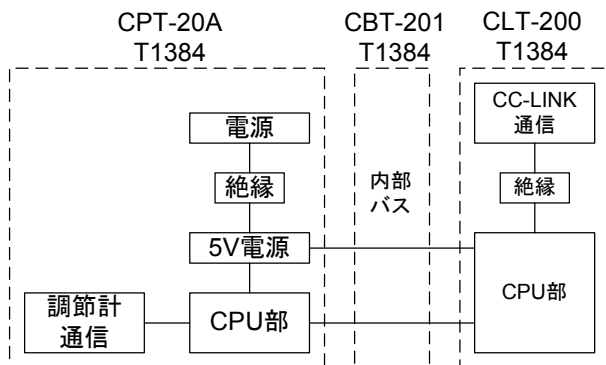 CPT-20A
T1384
CBT-201
T1384
CLT-200
T1384
電源
絶縁
5V電源
調節計
通信
CPU部
内部
バス
CC-LINK
通信
絶縁
CPU部